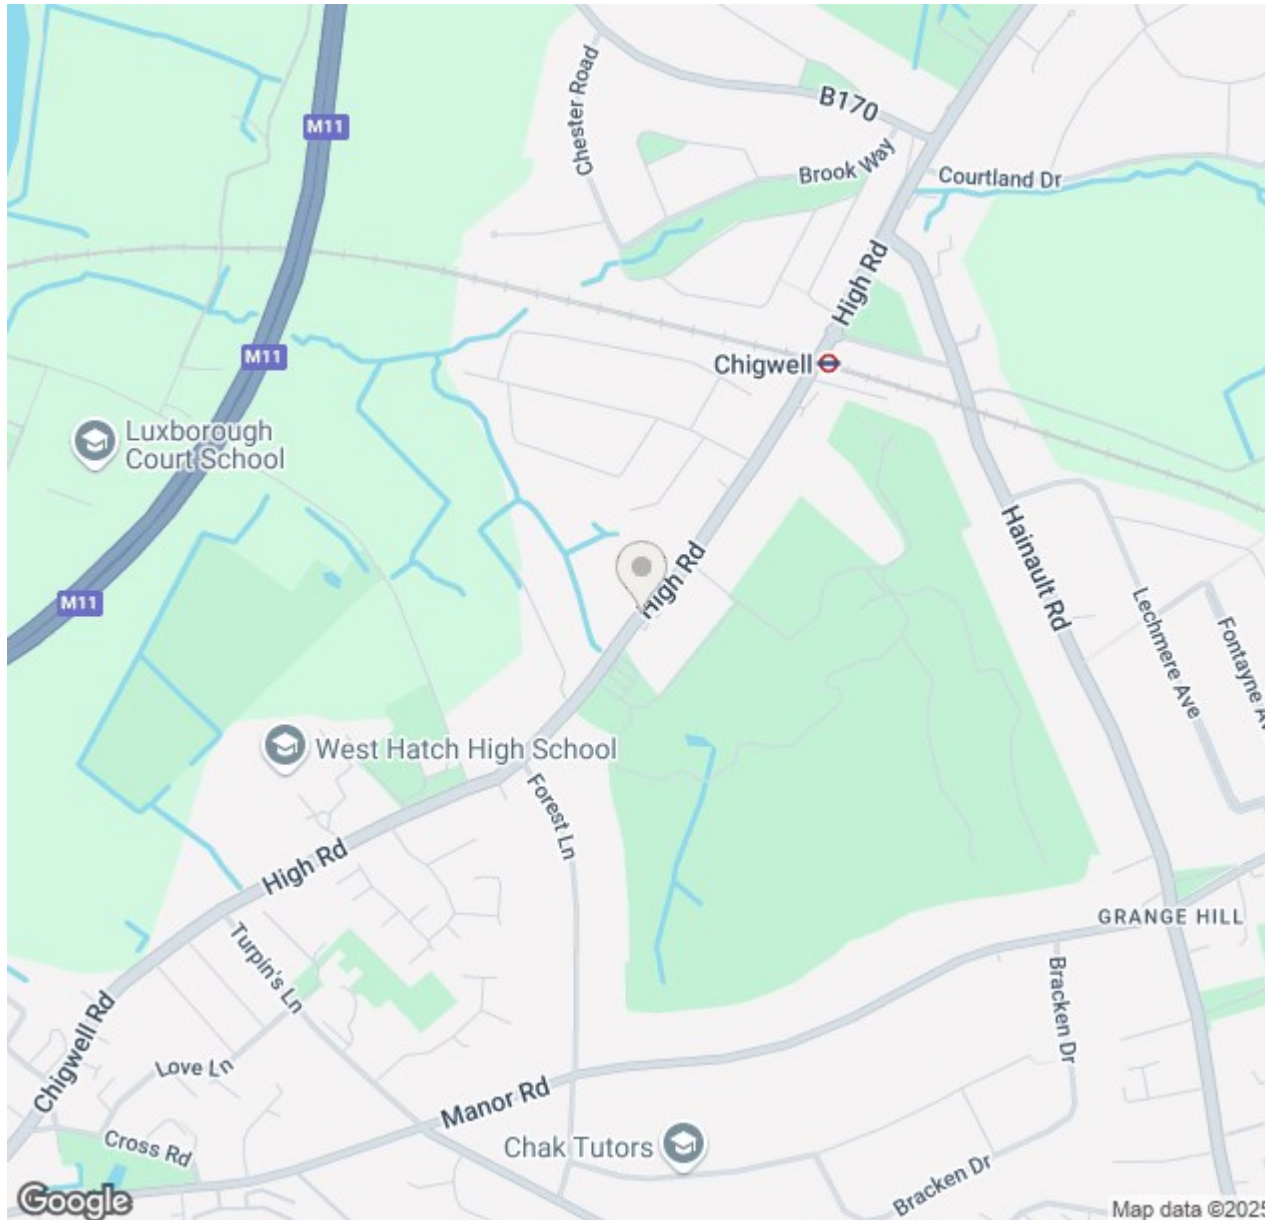 M11
Chester Road
B170
Brook Way
Courtland Dr
High Rd
Chigwell
M11
Luxborough
Court School
M11
High Rd
Hainault Rd
Lechmere Ave
Fontayne Av
West Hatch High School
Forest Ln
High Rd
GRANGE HILL
Turpin's Ln
Bracken Dr
Chigwell Rd
Love Ln
Manor Rd
Cross Rd
Chak Tutors
Bracken Dr
Google
Map data ©2025